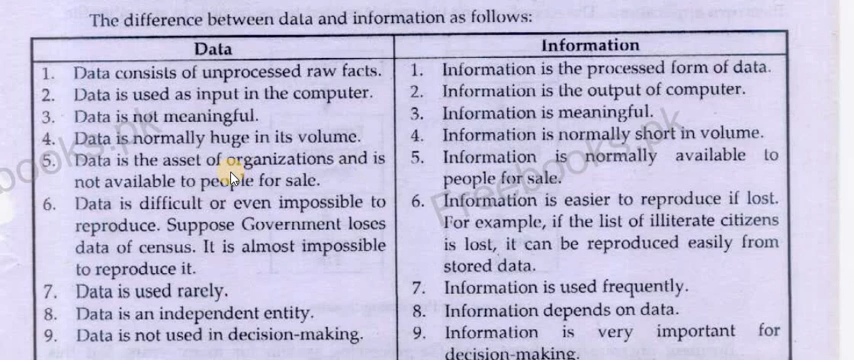 The difference between data and information as follows:
Data
1. Data consists of unprocessed raw facts.
2. Data is used as input in the computer.
3. Data is not meaningful.
4. Data is normally huge in its volume.
5. Data is the asset of organizations and is
not available to people for sale.
6. Data is difficult or even impossible to
reproduce. Suppose Government loses
data of census. It is almost impossible
to reproduce it.
7. Data is used rarely.
8. Data is an independent entity.
9. Data is not used in decision-making.
Information
1. Information is the processed form of data.
2. Information is the output of computer.
3. Information is meaningful.
4. Information is normally short in volume.
5. Information is normally available to
people for sale.
6. Information is easier to reproduce if lost.
For example, if the list of illiterate citizens
is lost, it can be reproduced easily from
stored data.
7. Information is used frequently.
8. Information depends on data.
9. Information is very important for
decision-making.
ooks.pk
Freebooks.pk